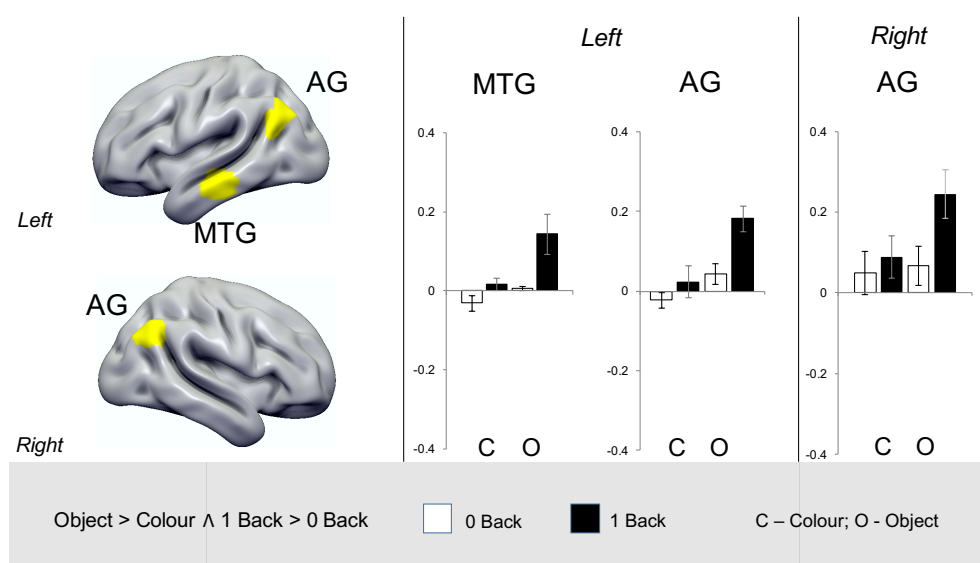 AG
Left
MTG
AG
Right
Left
MTG
AG
0.4
0.2
0
-0.2
-0.4
C O
0.4
0.2
0
-0.2
-0.4
C O
Right
AG
0.4
0.2
0
-0.2
-0.4
C O
Object > Colour ∧ 1 Back > 0 Back
0 Back
1 Back
C – Colour; O - Object